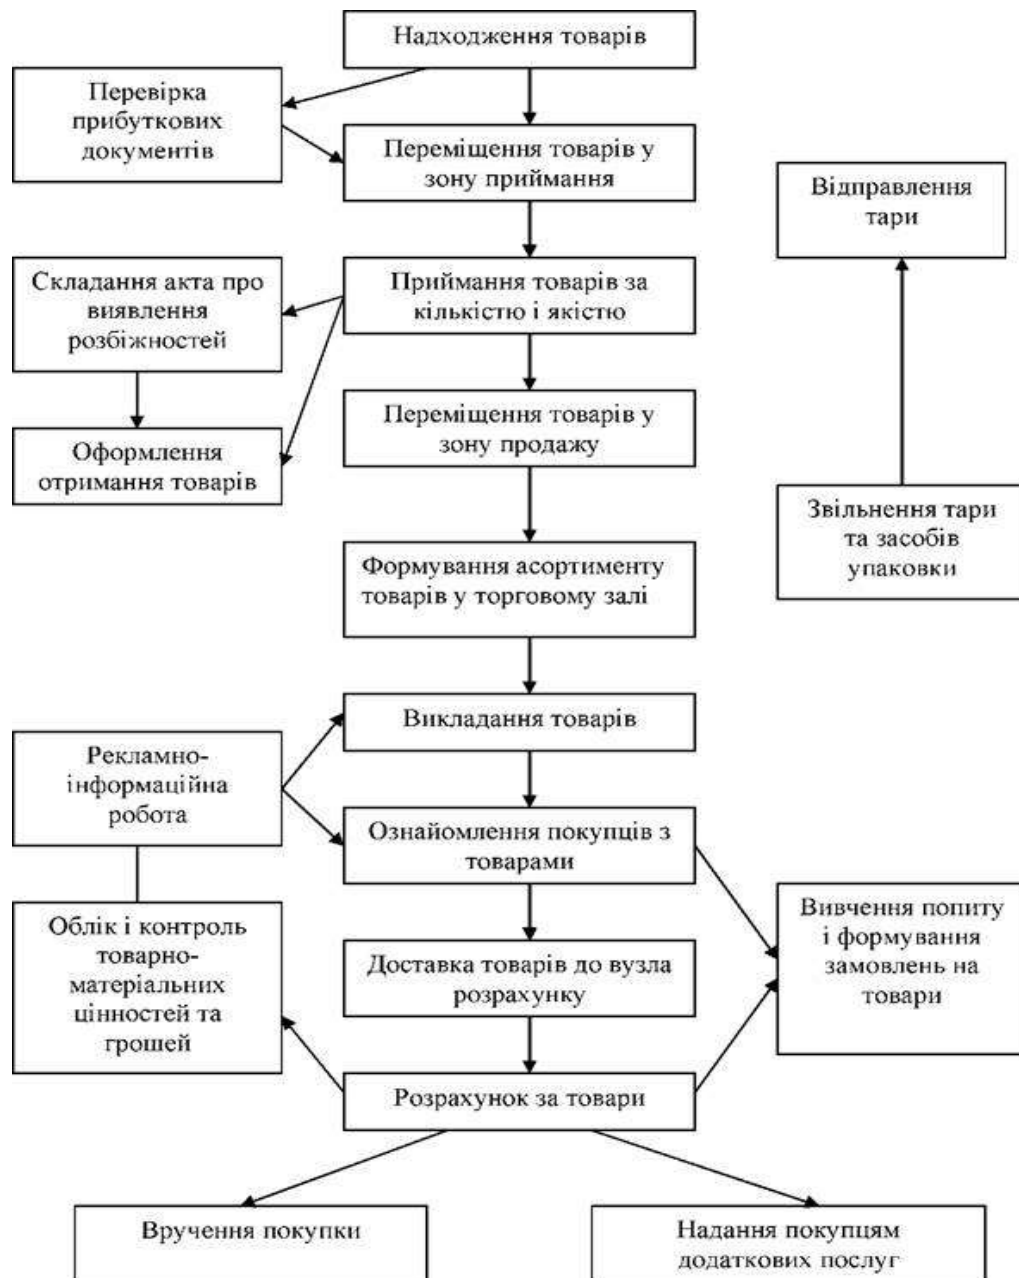 Надходження товарів
Перевірка
прибуткових
документів
Переміщення товарів у
зону приймання
Відправлення
тари
Складання акта про
виявлення
розбіжностей
Приймання товарів за
кількістю і якістю
Переміщення товарів у
зону продажу
Оформлення
отримання товарів
Звільнення тари
та засобів
упаковки
Формування асортименту
товарів у торговому залі
Викладання товарів
Рекламно-
інформаційна
робота
Ознайомлення покупців з
товарами
Облік і контроль
товарно-
матеріальних
цінностей та
грошей
Вивчення попиту
і формування
замовлень на
товари
Доставка товарів до вузла
розрахунку
Розрахунок за товари
Вручення покупки
Надання покупцям
додаткових послуг